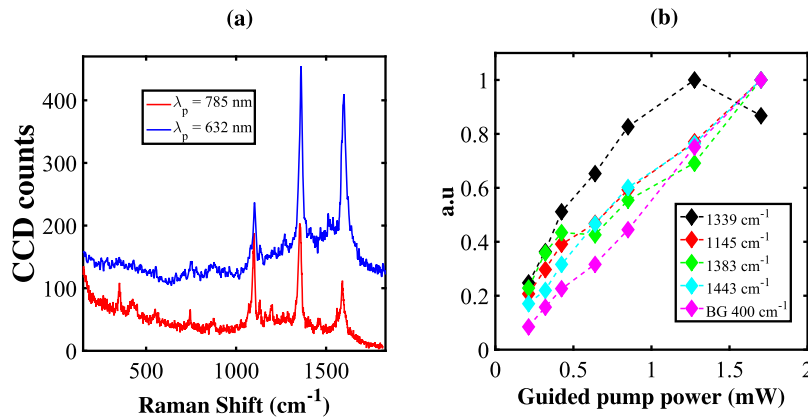 (a)
(b)
CCD counts
400
300
200
100
0
λp = 785 nm
λp = 632 nm
500
1000
1500
Raman Shift (cm-1)
a.u
1
0.8
0.6
0.4
0.2
0
1339 cm-1
1145 cm-1
1383 cm-1
1443 cm-1
BG 400 cm-1
0
0.5
1
1.5
2
Guided pump power (mW)